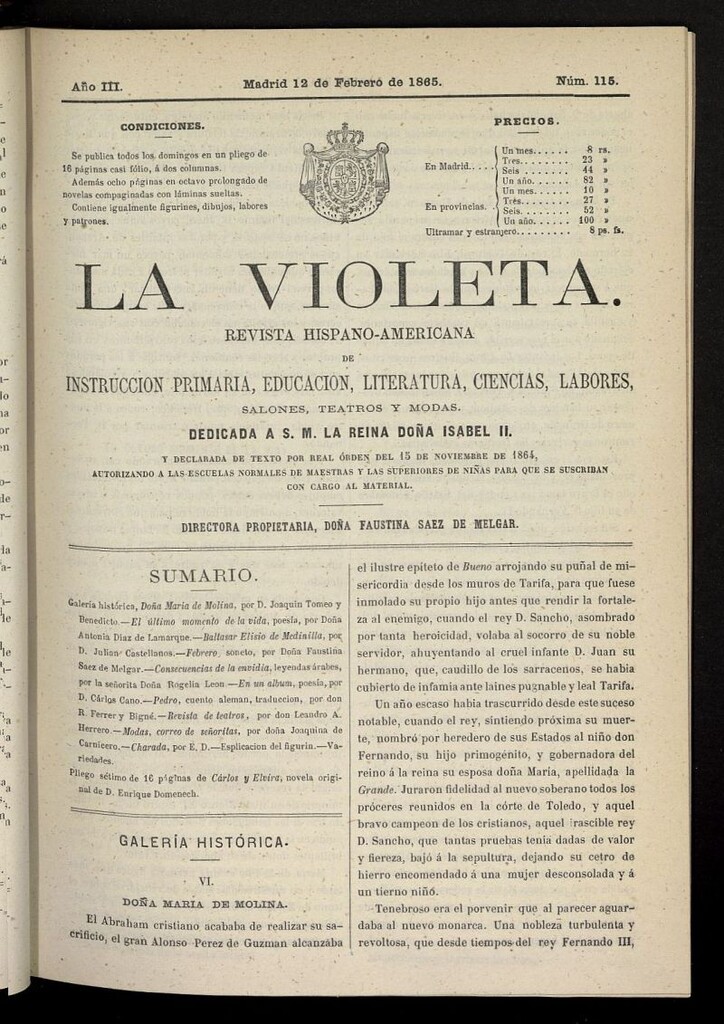 Año III.
Madrid 12 de Febrero de 1865.
Núm. 115.
CONDICIONES.
Se publica todos los domingos en un pliego de
16 páginas casi fólio, á dos columnas.
Además ocho páginas en octavo prolongado de
novelas compaginadas con láminas sueltas.
Contiene igualmente figurines, dibujos, labores
y patrones.
PRECIOS.
En Madrid....
Un mes...... 8 rs.
Tres........ 23 »
Seis........ 44 »
Un año...... 82 »
En provincias.
Un mes...... 10 »
Trés........ 27 »
Seis........ 52 »
Un año...... 100 »
Ultramar y estranjero......... 8 ps. fs.
LA VIOLETA.
REVISTA HISPANO-AMERICANA
DE
INSTRUCCION PRIMARIA, EDUCACION, LITERATURA, CIENCIAS, LABORES,
SALONES, TEATROS Y MODAS.
DEDICADA A S. M. LA REINA DOÑA ISABEL II.
Y DECLARADA DE TEXTO POR REAL ÓRDEN DEL 15 DE NOVIEMBRE DE 1864,
AUTORIZANDO A LAS ESCUELAS NORMALES DE MAESTRAS Y LAS SUPERIORES DE NIÑAS PARA QUE SE SUSCRIBAN
CON CARGO AL MATERIAL.
DIRECTORA PROPIETARIA, DOÑA FAUSTINA SAEZ DE MELGAR.
SUMARIO.
Galería histórica, Doña Maria de Molina, por D. Joaquin Tomeo y
Benedicto.—El último momento de la vida, poesía, por Doña
Antonia Diaz de Lamarque.—Baltasar Elisio de Medinilla, por
D. Julian Castellanos.—Febrero, soneto, por Doña Faustina
Saez de Melgar.—Consecuencias de la envidia, leyendas árabes,
por la señorita Doña Rogelia Leon.—En un album, poesía, por
D. Cárlos Cano.—Pedro, cuento aleman, traduccion, por don
R. Ferrer y Bigné.—Revista de teatros, por don Leandro A.
Herrero.—Modas, correo de señoritas, por doña Joaquina de
Carnicero.—Charada, por E. D.—Esplicacion del figurin.—Va-
riedades.
Pliego sétimo de 16 páginas de Cárlos y Elvira, novela origi-
nal de D. Enrique Domenech.
GALERÍA HISTÓRICA.
VI.
DOÑA MARIA DE MOLINA.
El Abraham cristiano acababa de realizar su sa-
crificio, el gran Alonso Perez de Guzman alcanzaba
el ilustre epíteto de Bueno arrojando su puñal de mi-
sericordia desde los muros de Tarifa, para que fuese
inmolado su propio hijo antes que rendir la fortale-
za al enemigo, cuando el rey D. Sancho, asombrado
por tanta heroicidad, volaba al socorro de su noble
servidor, ahuyentando al cruel infante D. Juan su
hermano, que, caudillo de los sarracenos, se habia
cubierto de infamia ante laines pugnable y leal Tarifa.
Un año escaso habia trascurrido desde este suceso
notable, cuando el rey, sintiendo próxima su muer-
te, nombró por heredero de sus Estados al niño don
Fernando, su hijo primogénito, y gobernadora del
reino á la reina su esposa doña María, apellidada la
Grande. Juraron fidelidad al nuevo soberano todos los
próceres reunidos en la córte de Toledo, y aquel
bravo campeon de los cristianos, aquel irascible rey
D. Sancho, que tantas pruebas tenia dadas de valor
y fiereza, bajó á la sepultura, dejando su cetro de
hierro encomendado á una mujer desconsolada y á
un tierno niño.
Tenebroso era el porvenir que al parecer aguar-
daba al nuevo monarca. Una nobleza turbulenta y
revoltosa, que desde tiempos del rey Fernando III,